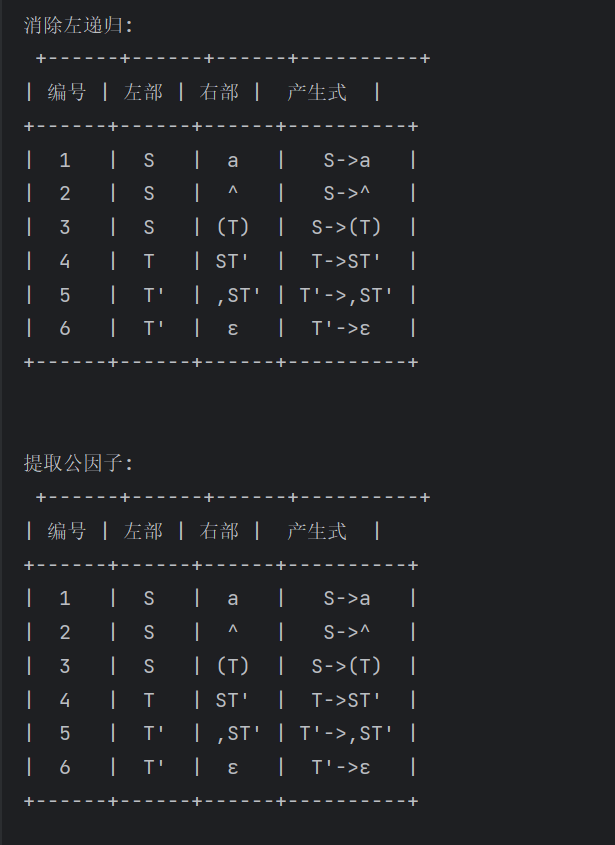 消除左递归:
+------+------+------+----------+
| 编号 | 左部 | 右部 |  产生式  |
+------+------+------+----------+
|  1   |  S   |  a   |   S->a   |
|  2   |  S   |  ^   |   S->^   |
|  3   |  S   | (T)  |  S->(T)  |
|  4   |  T   | ST'  |  T->ST'  |
|  5   |  T'  | ,ST' | T'->,ST' |
|  6   |  T'  |  ε   |  T'->ε   |
+------+------+------+----------+
提取公因子:
+------+------+------+----------+
| 编号 | 左部 | 右部 |  产生式  |
+------+------+------+----------+
|  1   |  S   |  a   |   S->a   |
|  2   |  S   |  ^   |   S->^   |
|  3   |  S   | (T)  |  S->(T)  |
|  4   |  T   | ST'  |  T->ST'  |
|  5   |  T'  | ,ST' | T'->,ST' |
|  6   |  T'  |  ε   |  T'->ε   |
+------+------+------+----------+